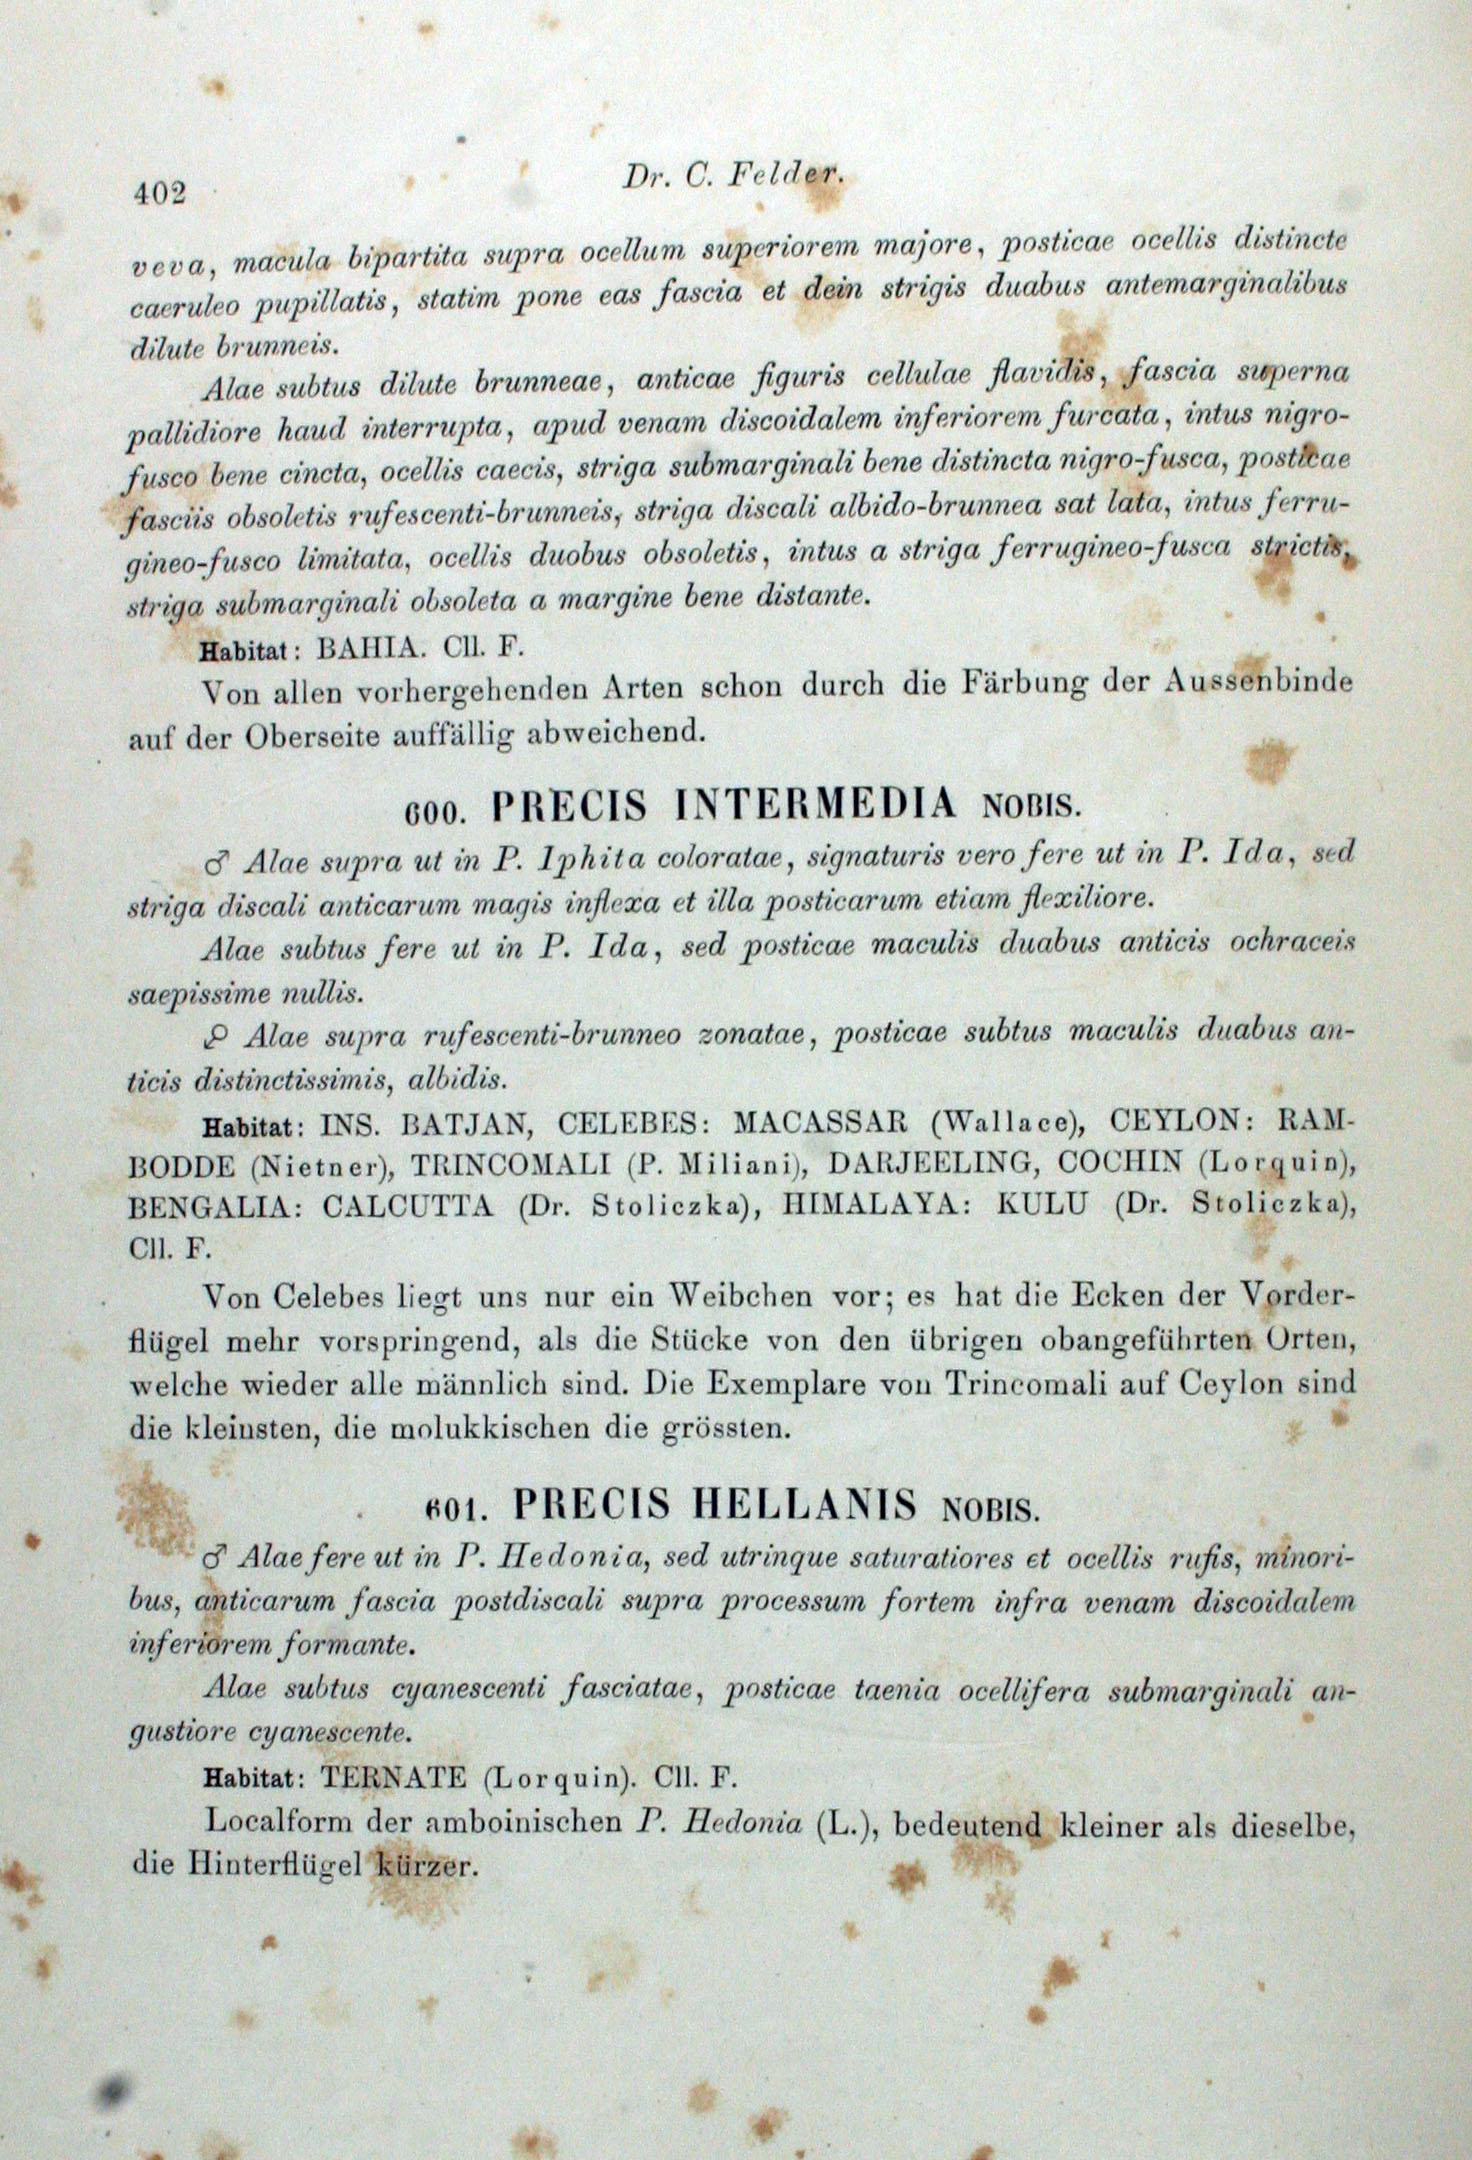 402
Dr. C. Felder.
veva, macula bipartita supra ocellum superiorem majore, posticae ocellis distincte
caeruleo pupillatis, statim pone eas fascia et dein strigis duabus antemarginalibus
dilute brunneis.
Alae subtus dilute brunneae, anticae figuris cellulae flavidis, fascia superna
pallidiore haud interrupta, apud venam discoidalem inferiorem furcata, intus nigro-
fusco bene cincta, ocellis caecis, striga submarginali bene distincta nigro-fusca, posticae
fasciis obsoletis rufescenti-brunneis, striga discali albido-brunnea sat lata, intus ferru-
gineo-fusco limitata, ocellis duobus obsoletis, intus a striga ferrugineo-fusca strictis,
striga submarginali obsoleta a margine bene distante.
Habitat: BAHIA. Cll. F.
Von allen vorhergehenden Arten schon durch die Färbung der Aussenbinde
auf der Oberseite auffällig abweichend.
600. PRECIS INTERMEDIA NOBIS.
♂ Alae supra ut in P. Iphita coloratae, signaturis vero fere ut in P. Ida, sed
striga discali anticarum magis inflexa et illa posticarum etiam flexiliore.
Alae subtus fere ut in P. Ida, sed posticae maculis duabus anticis ochraceis
saepissime nullis.
♀ Alae supra rufescenti-brunneo zonatae, posticae subtus maculis duabus an-
ticis distinctissimis, albidis.
Habitat: INS. BATJAN, CELEBES: MACASSAR (Wallace), CEYLON: RAM-
BODDE (Nietner), TRINCOMALI (P. Miliani), DARJEELING, COCHIN (Lorquin),
BENGALIA: CALCUTTA (Dr. Stoliczka), HIMALAYA: KULU (Dr. Stoliczka),
Cll. F.
Von Celebes liegt uns nur ein Weibchen vor; es hat die Ecken der Vorder-
flügel mehr vorspringend, als die Stücke von den übrigen obangeführten Orten,
welche wieder alle männlich sind. Die Exemplare von Trincomali auf Ceylon sind
die kleinsten, die molukkischen die grössten.
601. PRECIS HELLANIS NOBIS.
♂ Alae fere ut in P. Hedonia, sed utrinque saturatiores et ocellis rufis, minori-
bus, anticarum fascia postdiscali supra processum fortem infra venam discoidalem
inferiorem formante.
Alae subtus cyanescenti fasciatae, posticae taenia ocellifera submarginali an-
gustiore cyanescente.
Habitat: TERNATE (Lorquin). Cll. F.
Localform der amboinischen P. Hedonia (L.), bedeutend kleiner als dieselbe,
die Hinterflügel kürzer.